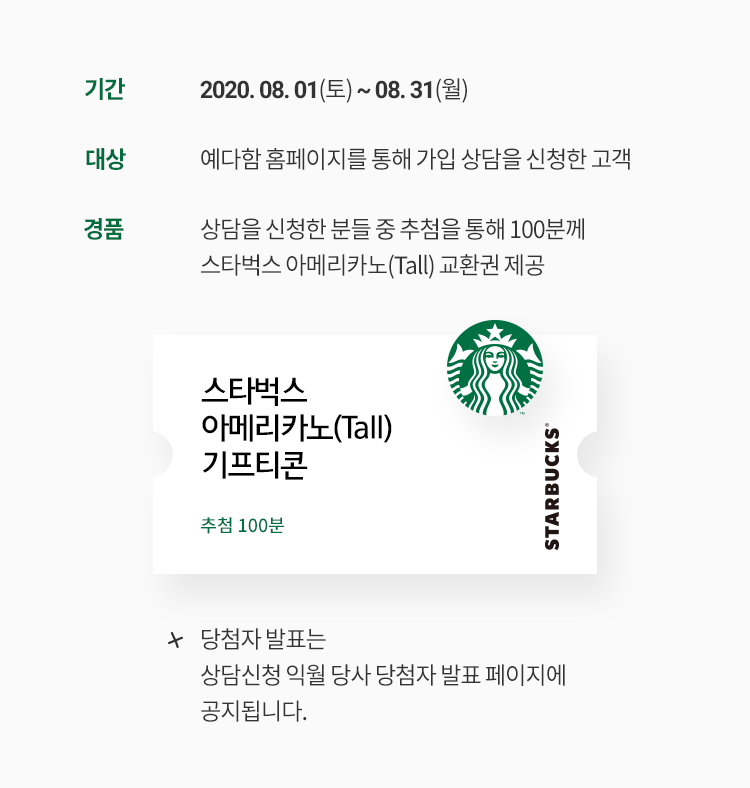 기간 2020. 08. 01(토) ~ 08. 31(월)
대상 예다함 홈페이지를 통해 가입 상담을 신청한 고객
경품 상담을 신청한 분들 중 추첨을 통해 100분께
스타벅스 아메리카노(Tall) 교환권 제공
스타벅스
아메리카노(Tall)
기프티콘
추첨 100분
TM
STARBUCKS®
당첨자 발표는
상담신청 익월 당사 당첨자 발표 페이지에
공지됩니다.